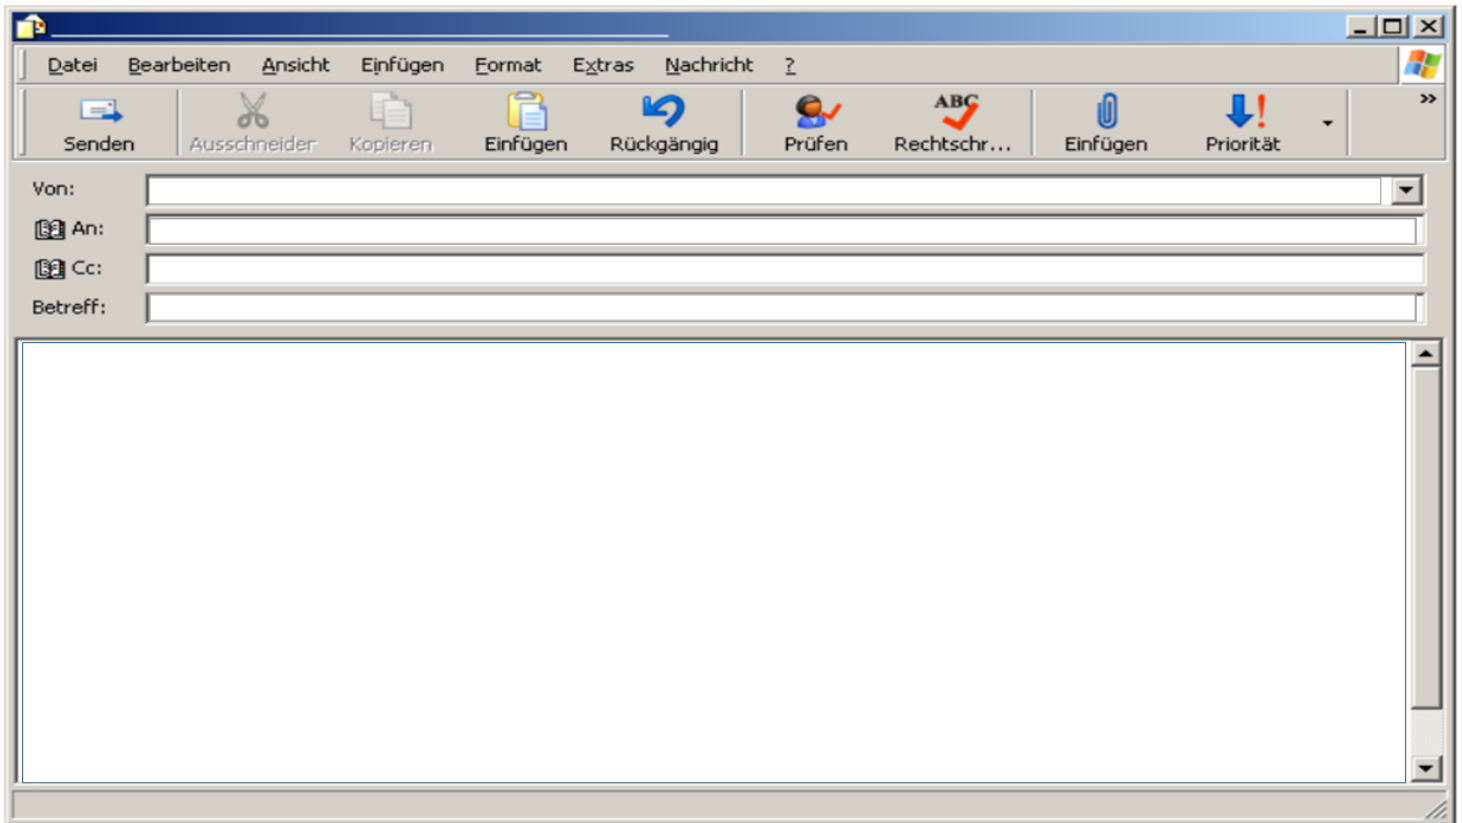 Datei Bearbeiten Ansicht Einfügen Format Extras Nachricht ?
Senden Ausschneider Kopieren Einfügen Rückgängig Prüfen ABC Rechtschr... Einfügen Priorität »
Von:
An:
Cc:
Betreff: